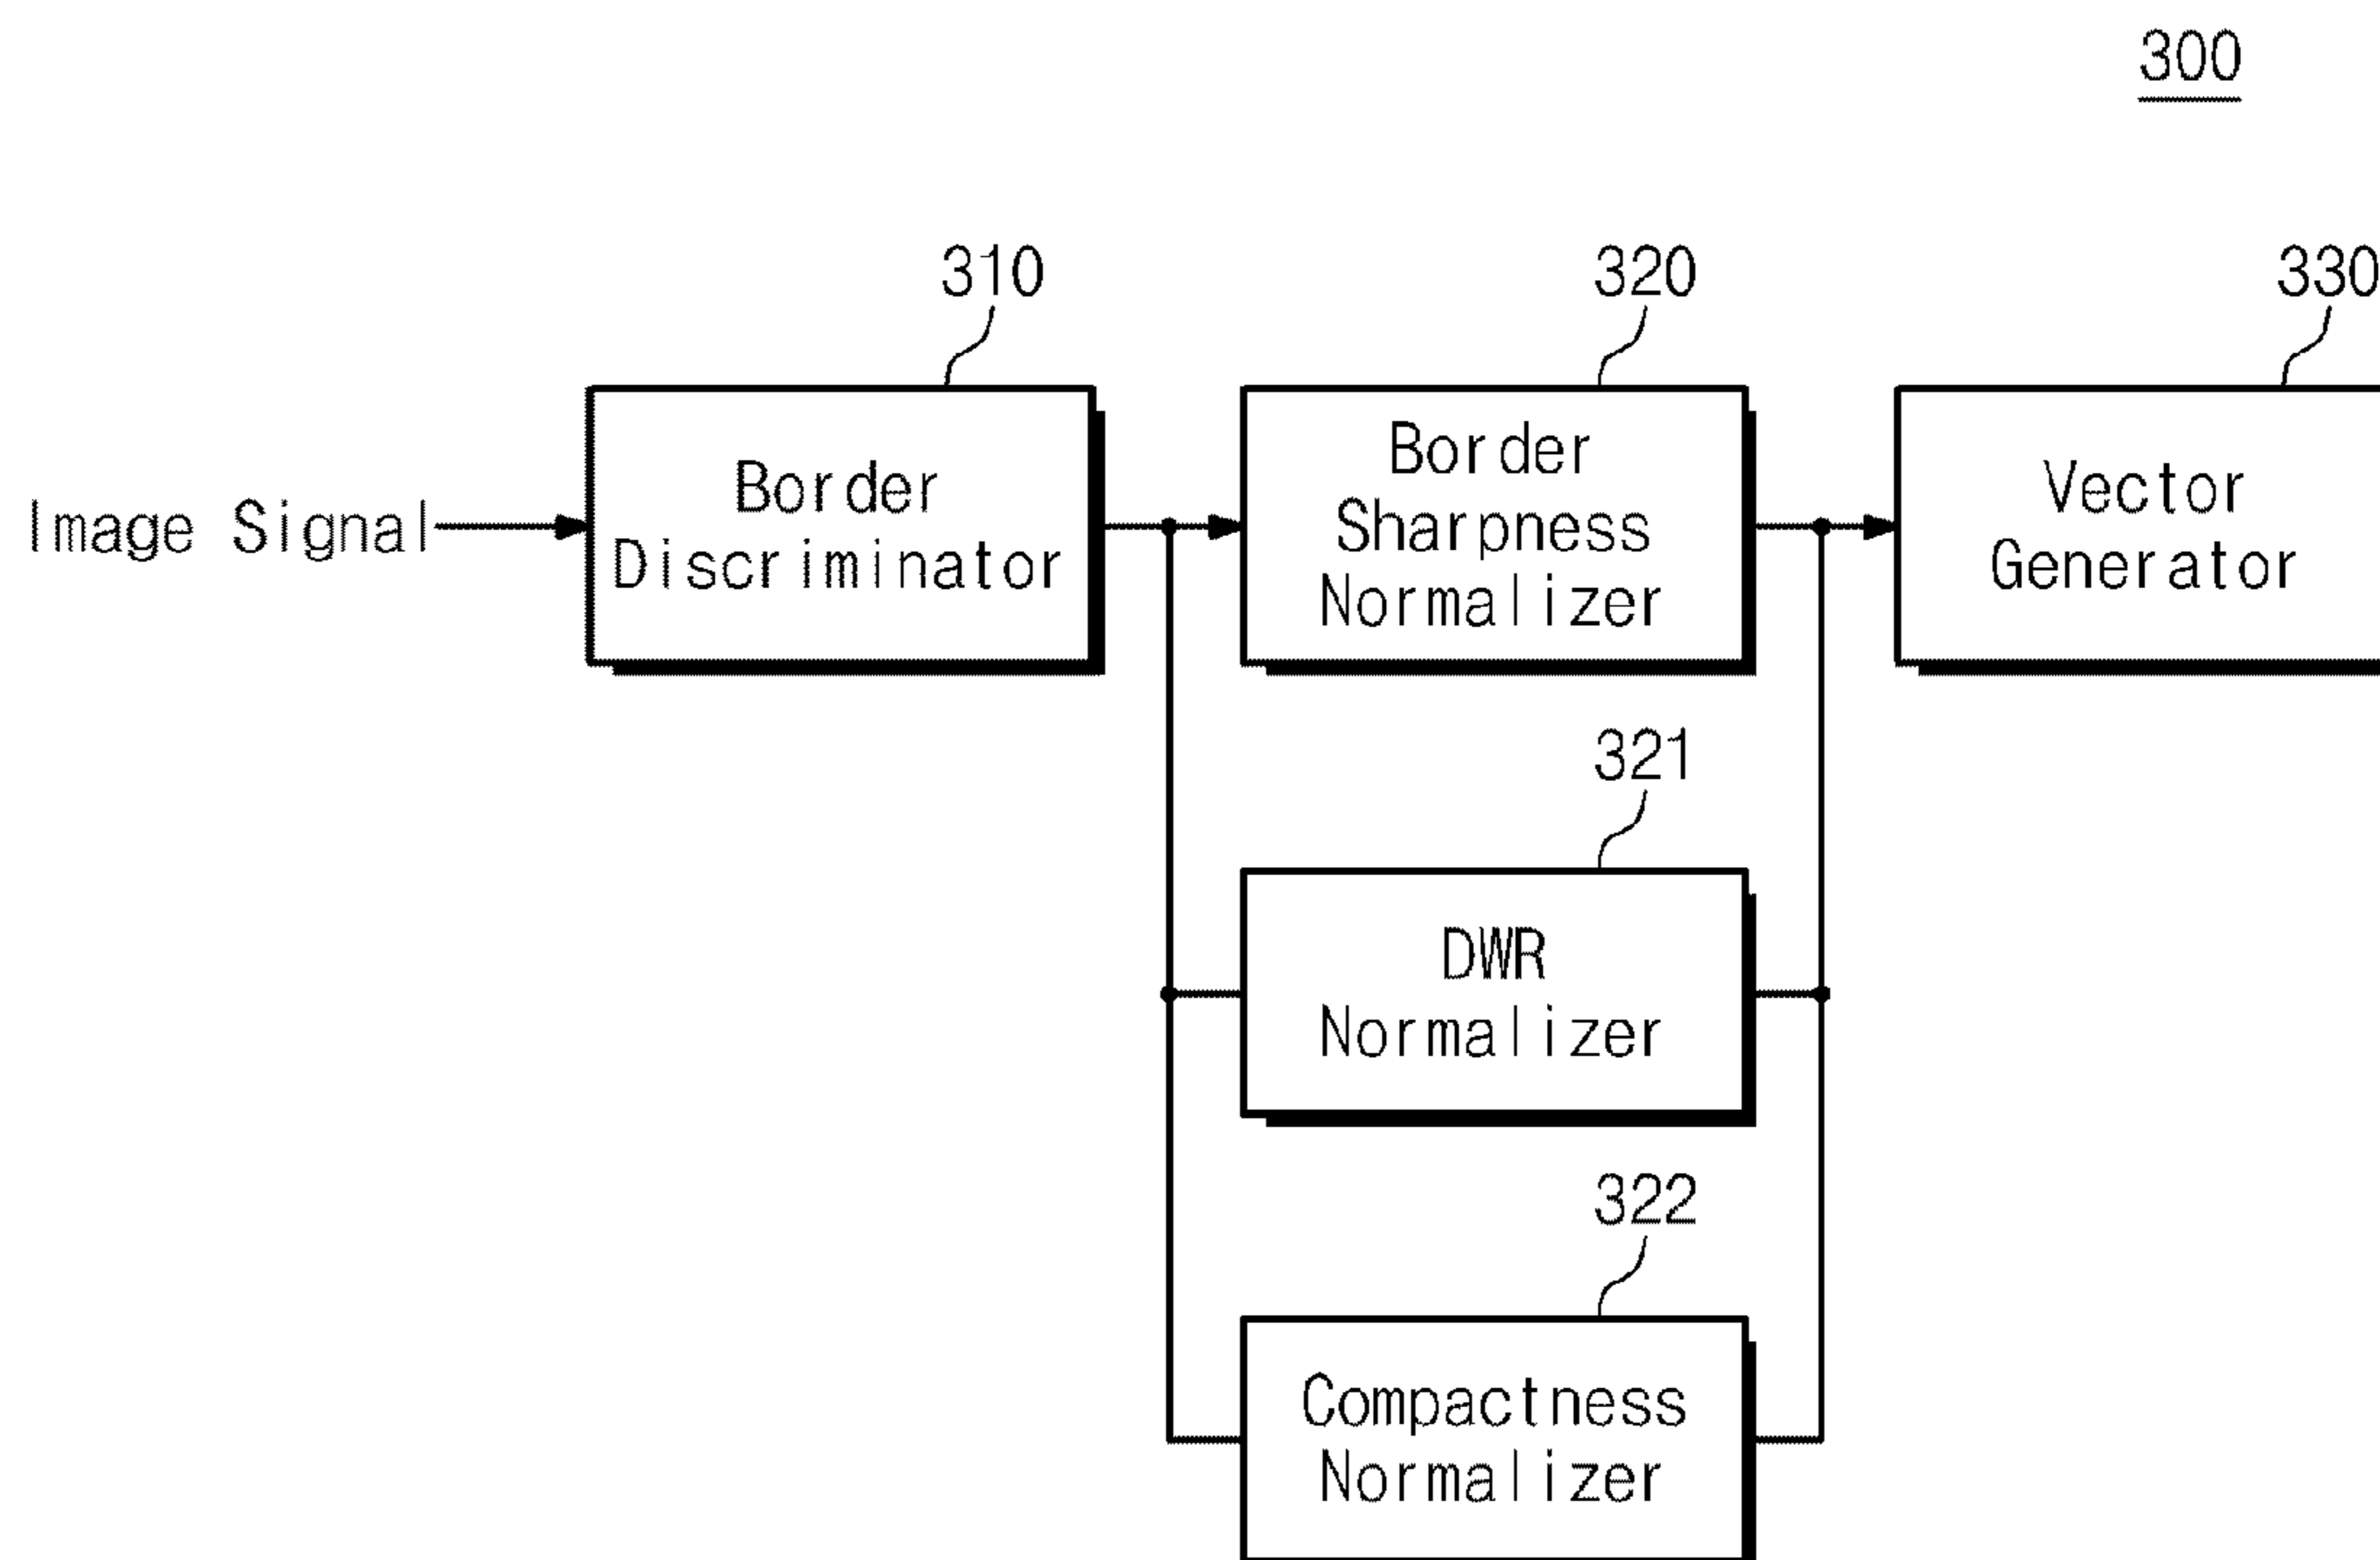 300
310
320
330
Image Signal
Border
Discriminator
Border
Sharpness
Normalizer
Vector
Generator
321
DWR
Normalizer
322
Compactness
Normalizer